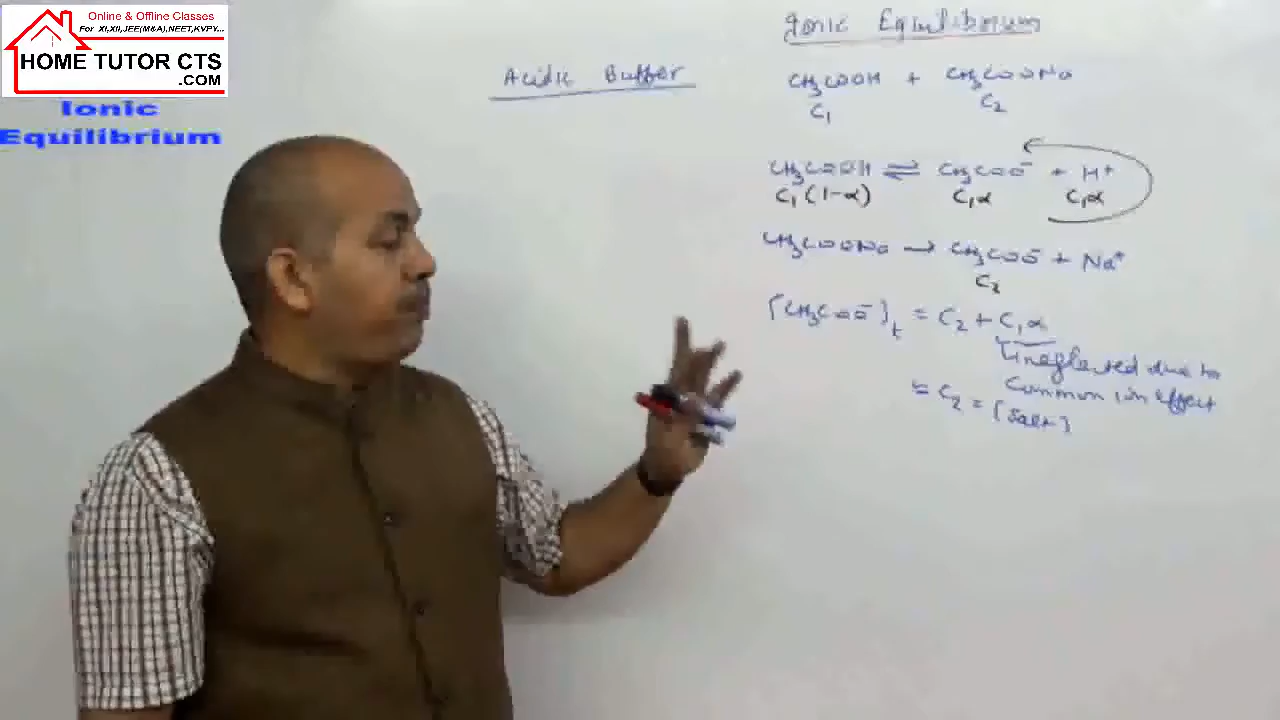 Online & Offline Classes
For XI,XII,JEE(M&A),NEET,KVPY...
HOME TUTOR CTS
.COM
Ionic
Equilibrium
Ionic Equilibrium
Acidic Buffer
CH₃COOH + CH₃COONa
C₁ C₂
CH₃COOH ⇌ CH₃COO⁻ + H⁺
C₁(1-α) C₁α C₁α
CH₃COONa → CH₃COO⁻ + Na⁺
C₂
[CH₃COO⁻]t = C₂ + C₁α
neglected due to
common ion effect
= C₂ = [Salt]